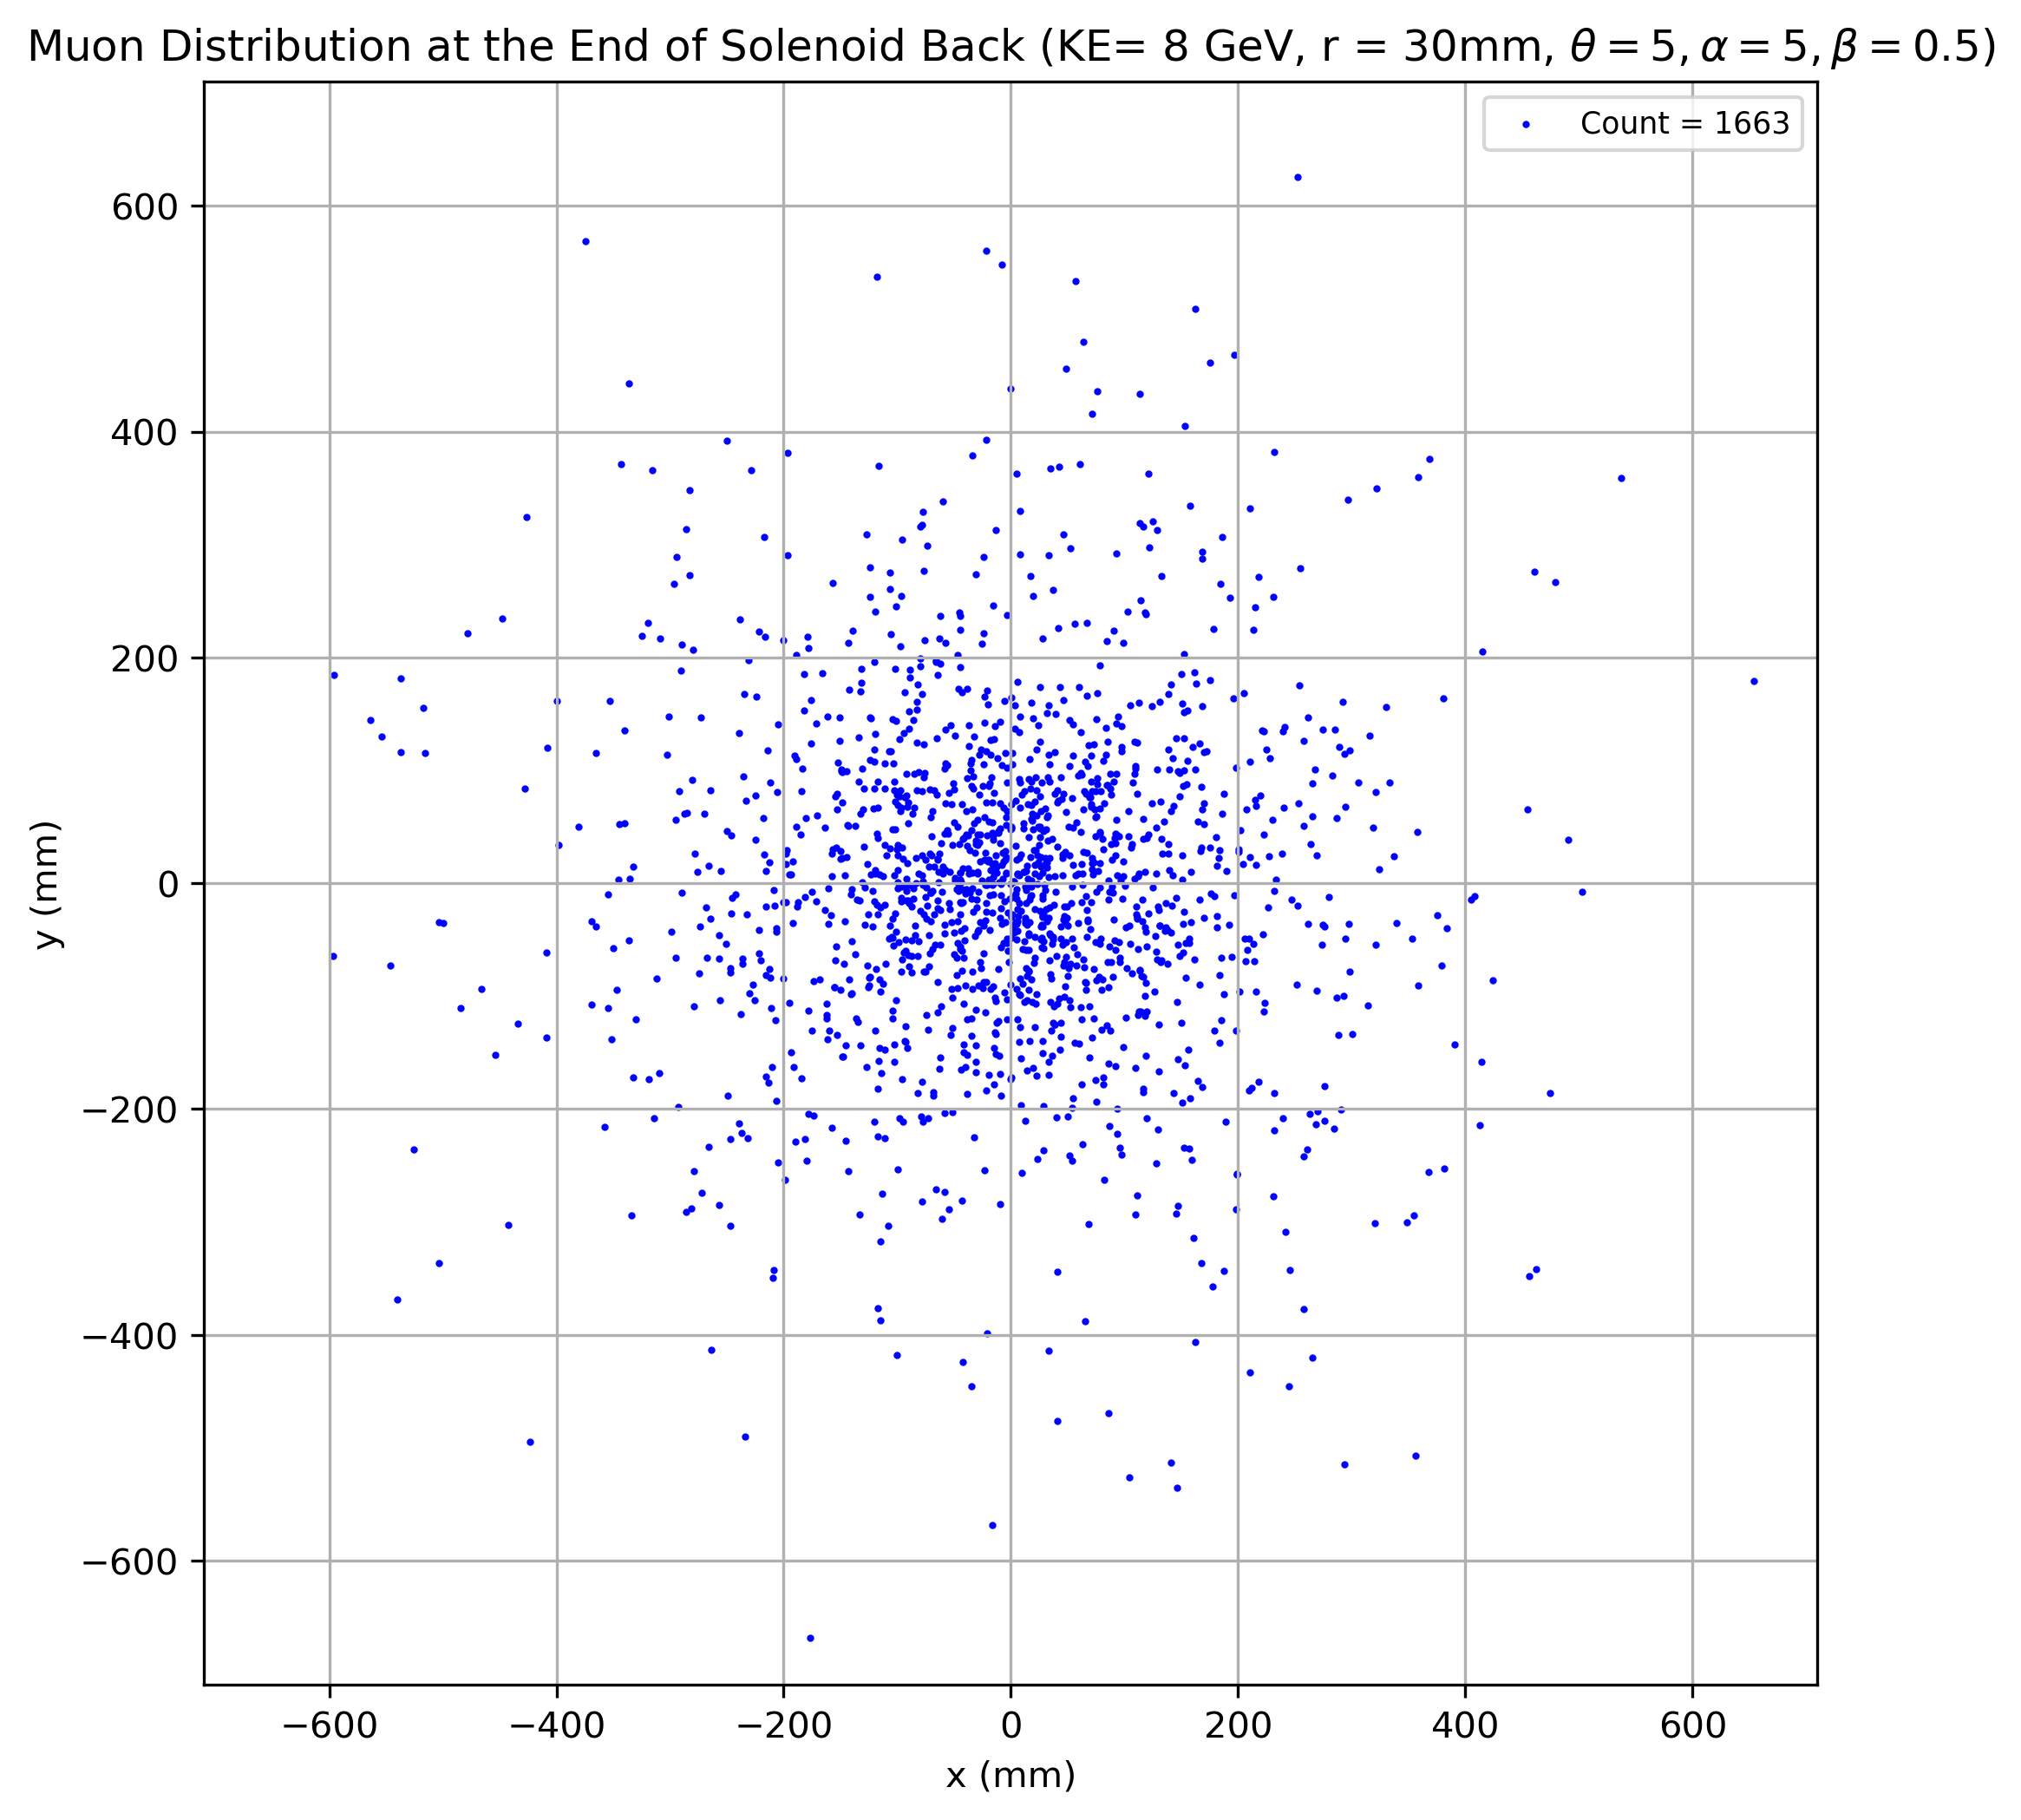 Muon Distribution at the End of Solenoid Back (KE= 8 GeV, r = 30mm, θ = 5, α = 5, β = 0.5)
Count = 1663
600
400
200
0
−200
−400
−600
y (mm)
−600 −400 −200 0 200 400 600
x (mm)